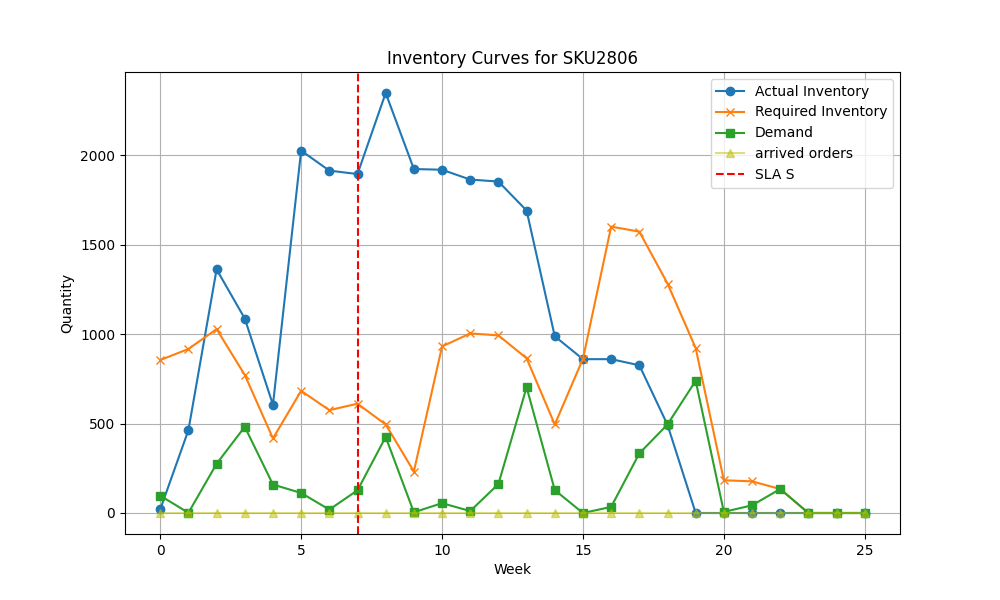 Inventory Curves for SKU2806
Actual Inventory
Required Inventory
Demand
arrived orders
SLA S
Quantity
2000
1500
1000
500
0
0 5 10 15 20 25
Week